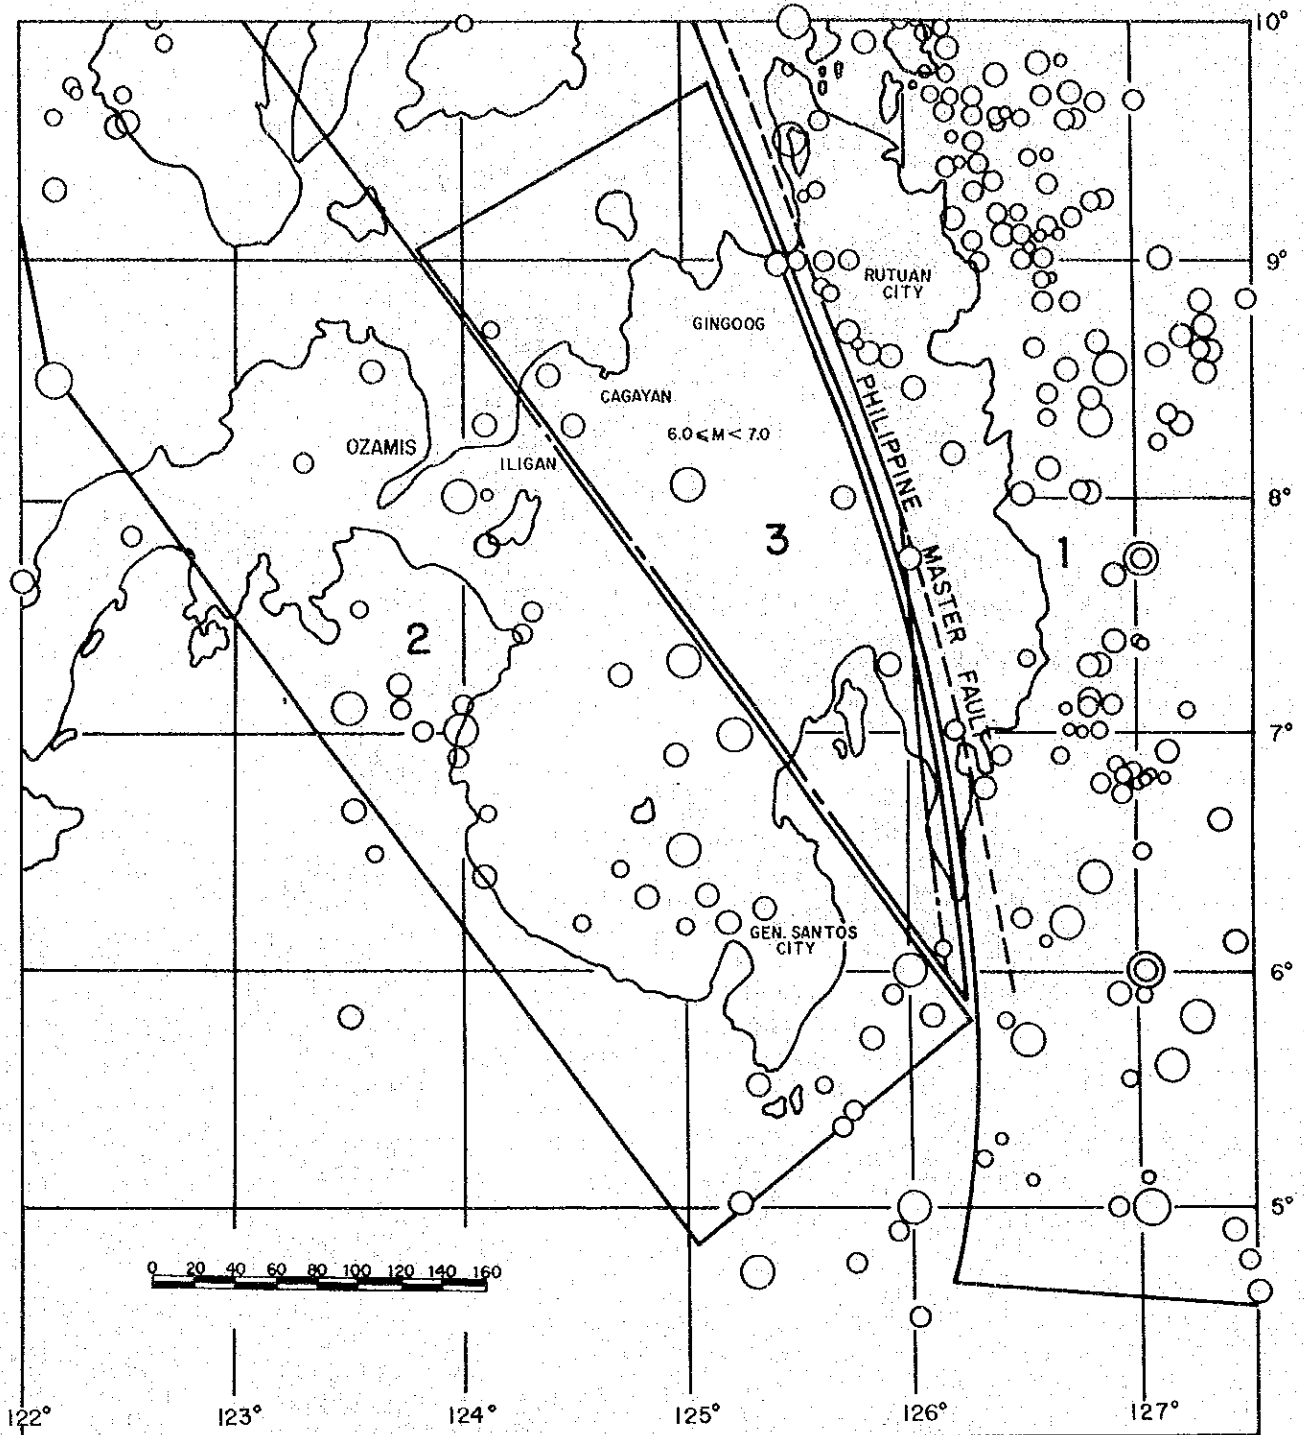 10°
9°
RUTUAN
CITY
GINGOOG
PHILIPPINE MASTER FAULT
CAGAYAN
6.0 ≤ M < 7.0
OZAMIS
ILIGAN
8°
3
1
2
7°
GEN. SANTOS
CITY
6°
5°
0 20 40 60 80 100 120 140 160
122° 123° 124° 125° 126° 127°